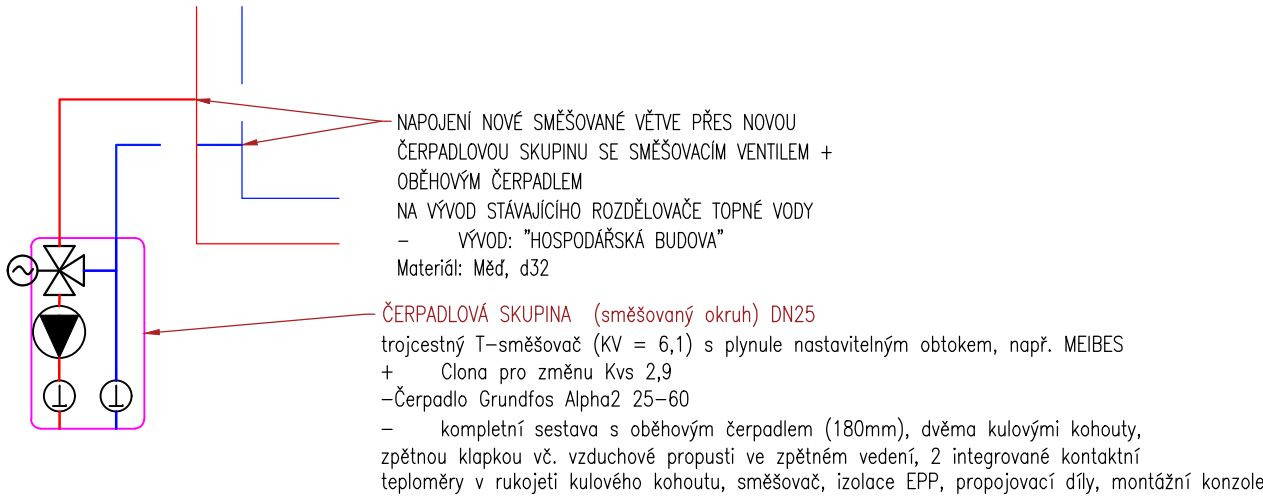 NAPOJENÍ NOVÉ SMĚŠOVANÉ VĚTVE PŘES NOVOU
ČERPADLOVOU SKUPINU SE SMĚŠOVACÍM VENTILEM +
OBĚHOVÝM ČERPADLEM
NA VÝVOD STÁVAJÍCÍHO ROZDĚLOVAČE TOPNÉ VODY
– VÝVOD: "HOSPODÁŘSKÁ BUDOVA"
Materiál: Měď, d32
ČERPADLOVÁ SKUPINA (směšovaný okruh) DN25
trojcestný T–směšovač (KV = 6,1) s plynule nastavitelným obtokem, např. MEIBES
+ Clona pro změnu Kvs 2,9
–Čerpadlo Grundfos Alpha2 25–60
– kompletní sestava s oběhovým čerpadlem (180mm), dvěma kulovými kohouty,
zpětnou klapkou vč. vzduchové propusti ve zpětném vedení, 2 integrované kontaktní
teploměry v rukojeti kulového kohoutu, směšovač, izolace EPP, propojovací díly, montážní konzole